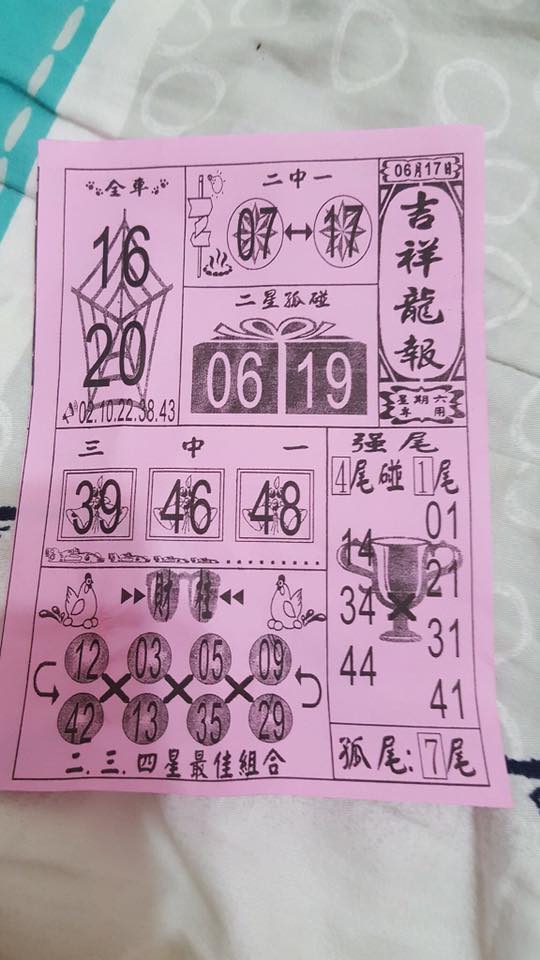 06月17日
吉祥龍報
星期六
專用
全車
16
20
02.10.22.38.43
二中一
07 17
二星孤碰
06 19
三中一
39 46 48
强尾
4尾碰1尾
14 01
34 21
44 31
41
財柱
12 03 05 09
42 13 35 29
二.三.四星最佳組合
孤尾:7尾